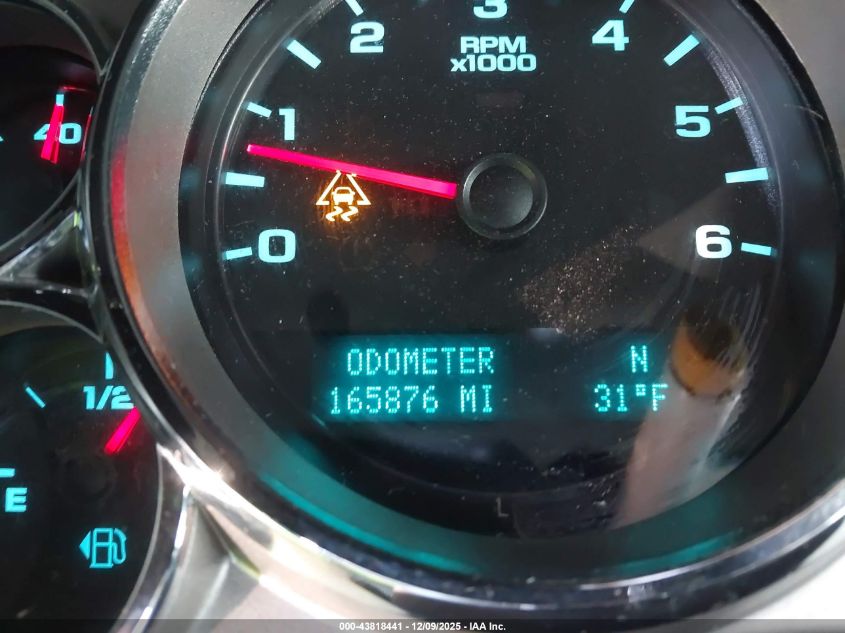 3
2 4
RPM
x1000
1 5
40
0 6
ODOMETER N
165876 MI 31°F
1/2
E
L
000-43818441 - 12/09/2025 - IAA Inc.